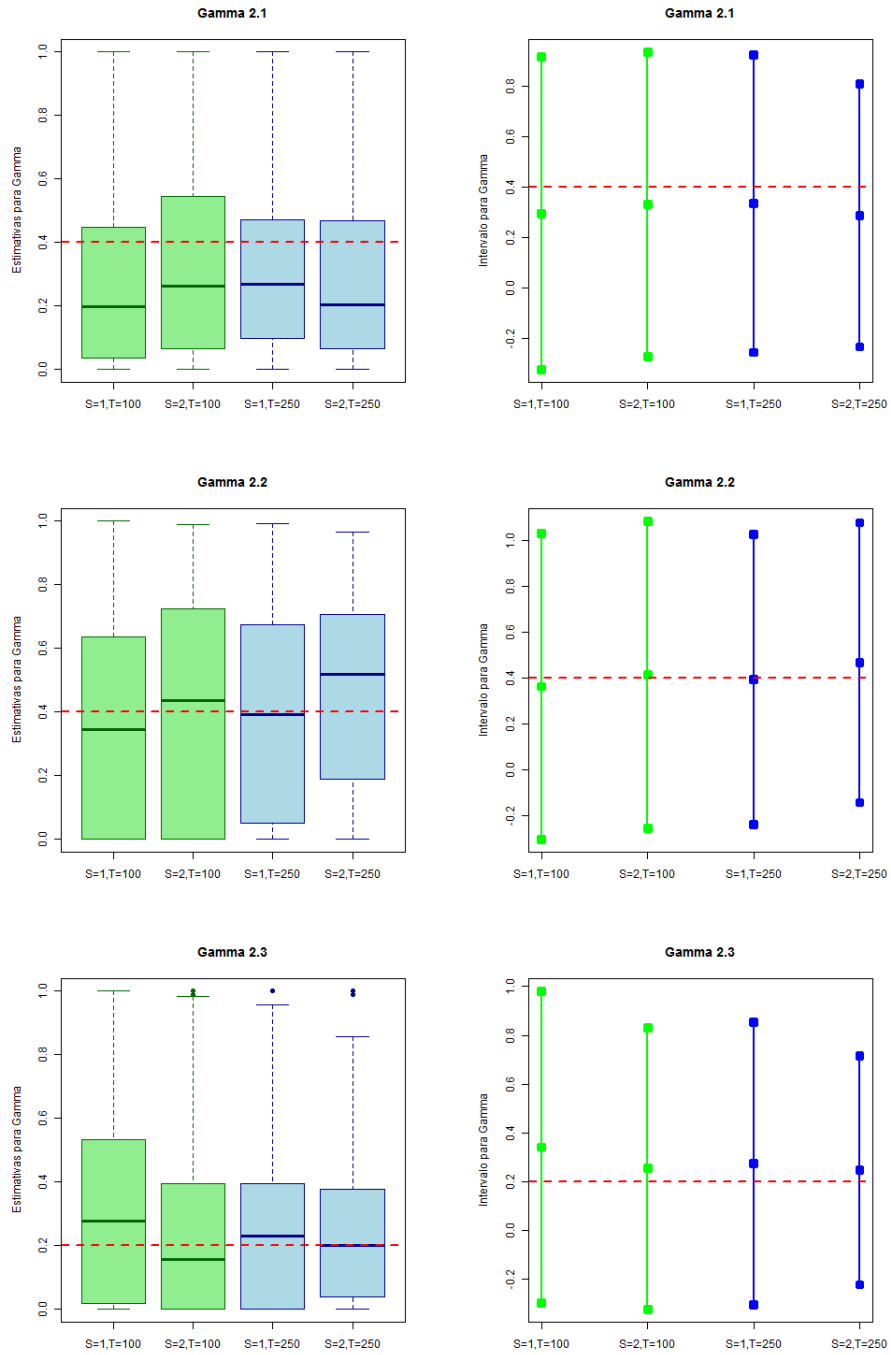 Gamma 2.1
Estimativas para Gamma
0.0 0.2 0.4 0.6 0.8 1.0
S=1,T=100 S=2,T=100 S=1,T=250 S=2,T=250
Gamma 2.1
Intervalo para Gamma
-0.2 0.0 0.2 0.4 0.6 0.8
S=1,T=100 S=2,T=100 S=1,T=250 S=2,T=250
Gamma 2.2
Estimativas para Gamma
0.0 0.2 0.4 0.6 0.8 1.0
S=1,T=100 S=2,T=100 S=1,T=250 S=2,T=250
Gamma 2.2
Intervalo para Gamma
-0.2 0.0 0.2 0.4 0.6 0.8 1.0
S=1,T=100 S=2,T=100 S=1,T=250 S=2,T=250
Gamma 2.3
Estimativas para Gamma
0.0 0.2 0.4 0.6 0.8 1.0
S=1,T=100 S=2,T=100 S=1,T=250 S=2,T=250
Gamma 2.3
Intervalo para Gamma
-0.2 0.0 0.2 0.4 0.6 0.8 1.0
S=1,T=100 S=2,T=100 S=1,T=250 S=2,T=250